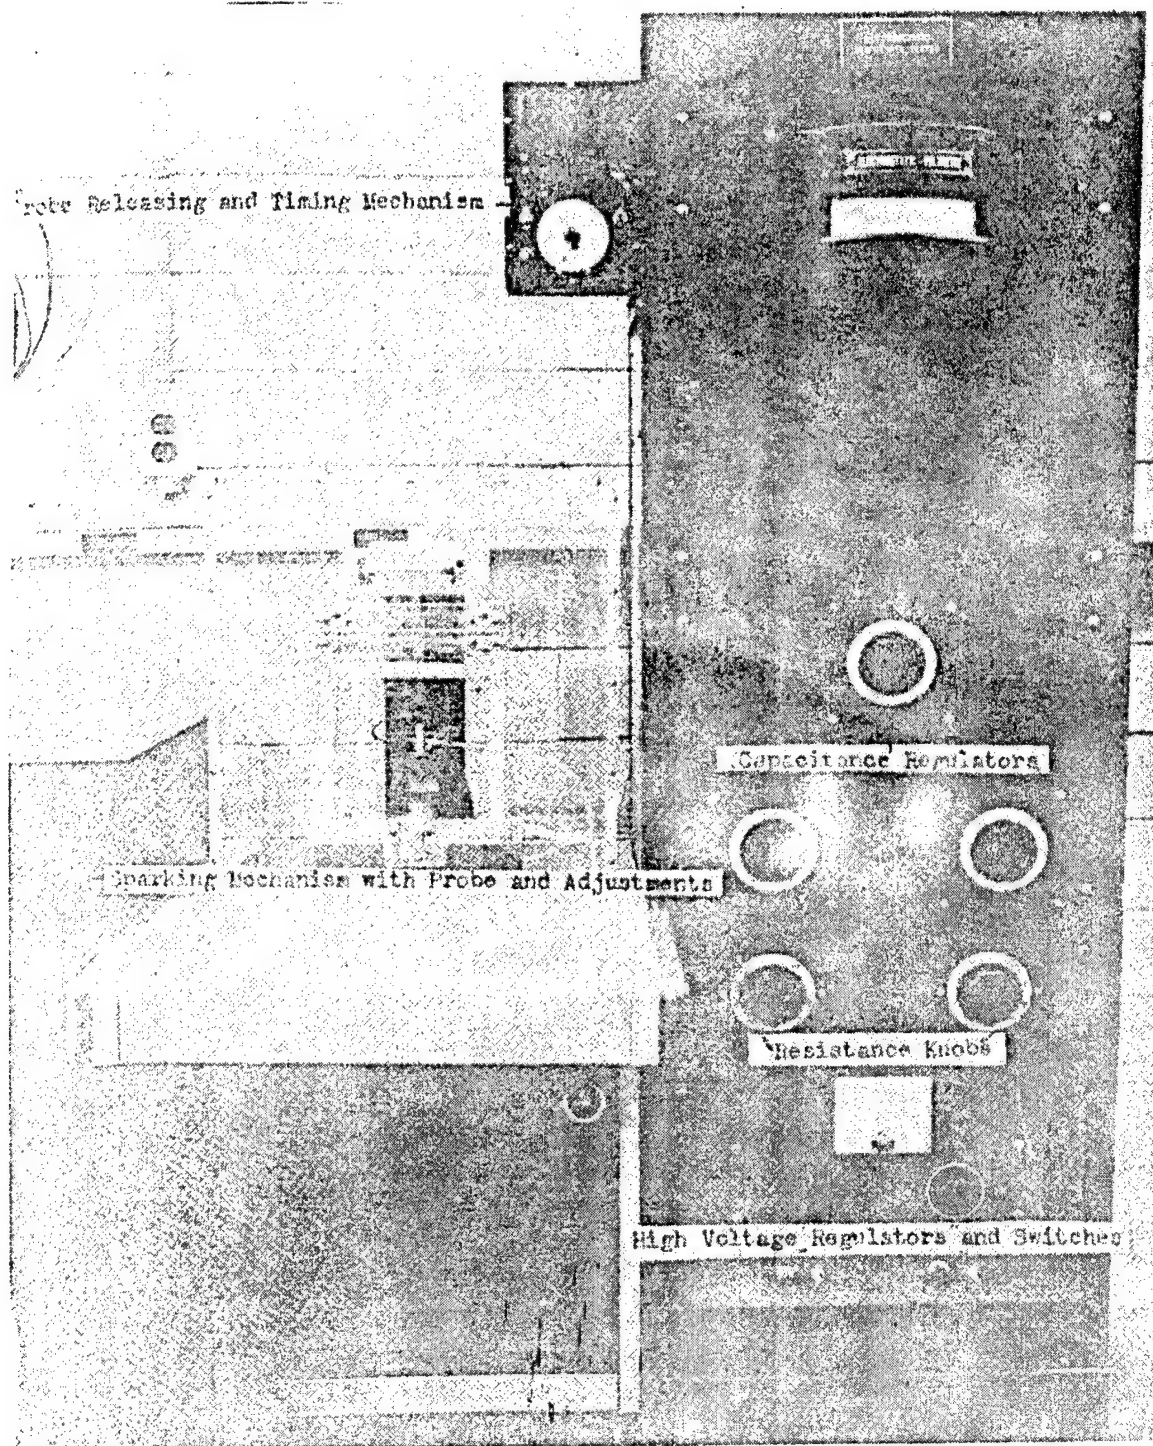 Probe Releasing and Timing Mechanism
Capacitance Regulators
Sparking Mechanism with Probe and Adjustments
Resistance Knobs
High Voltage Regulators and Switches